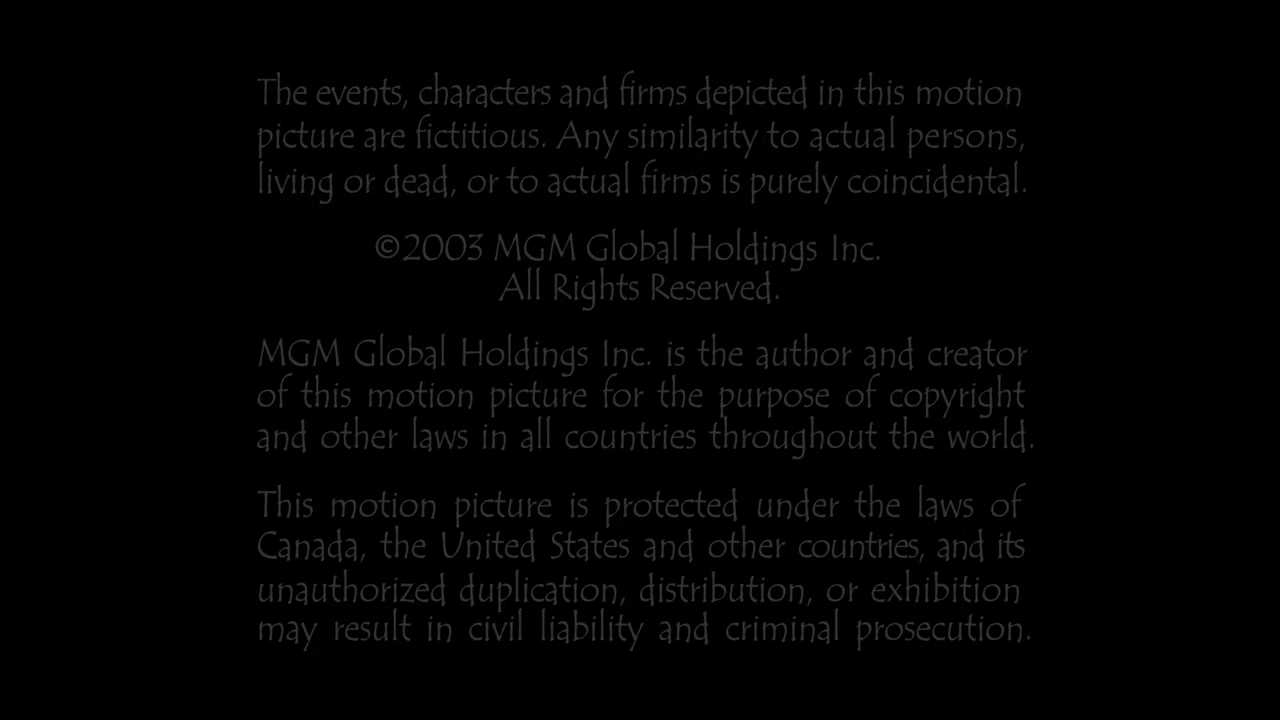 The events, characters and firms depicted in this motion
picture are fictitious. Any similarity to actual persons,
living or dead, or to actual firms is purely coincidental.
©2003 MGM Global Holdings Inc.
All Rights Reserved.
MGM Global Holdings Inc. is the author and creator
of this motion picture for the purpose of copyright
and other laws in all countries throughout the world.
This motion picture is protected under the laws of
Canada, the United States and other countries, and its
unauthorized duplication, distribution, or exhibition
may result in civil liability and criminal prosecution.